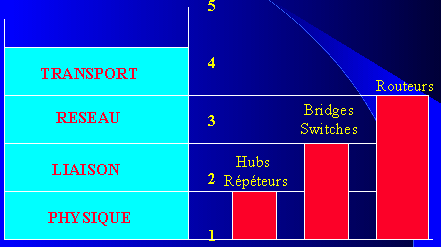 5
TRANSPORT
4
Routeurs
RESEAU
3
Bridges
Switches
LIAISON
2
Hubs
Répéteurs
PHYSIQUE
1